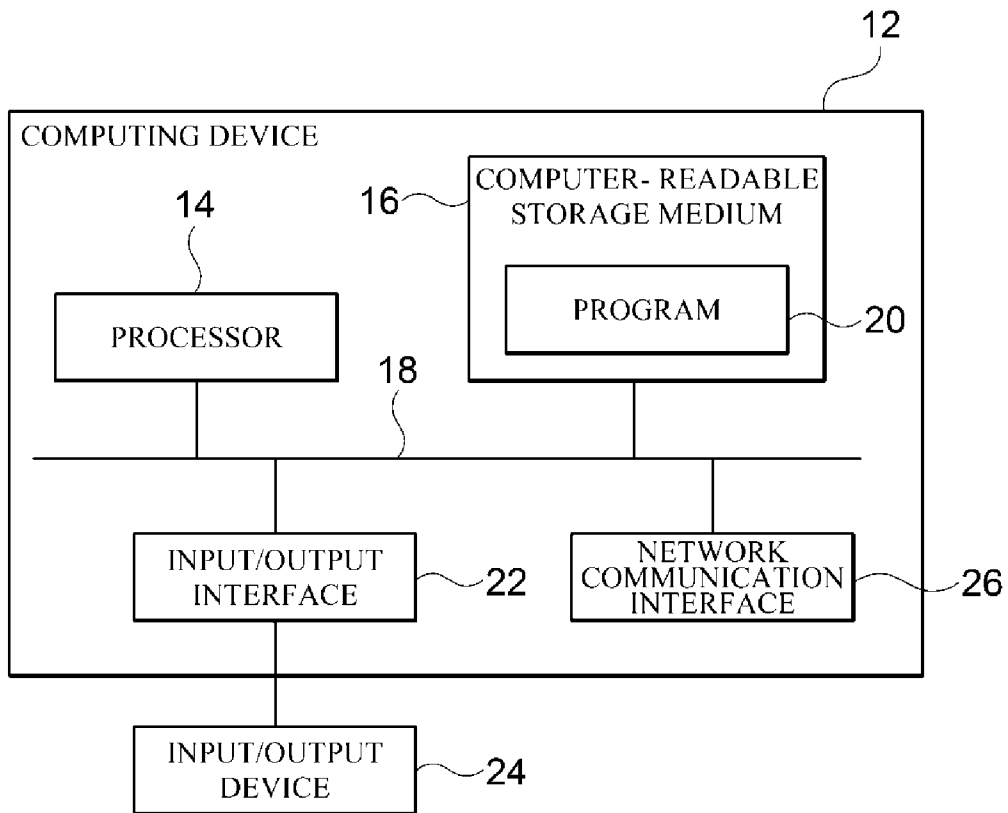 12
COMPUTING DEVICE
14
16
COMPUTER- READABLE
STORAGE MEDIUM
PROCESSOR
PROGRAM
20
18
INPUT/OUTPUT
INTERFACE
22
NETWORK
COMMUNICATION
INTERFACE
26
INPUT/OUTPUT
DEVICE
24